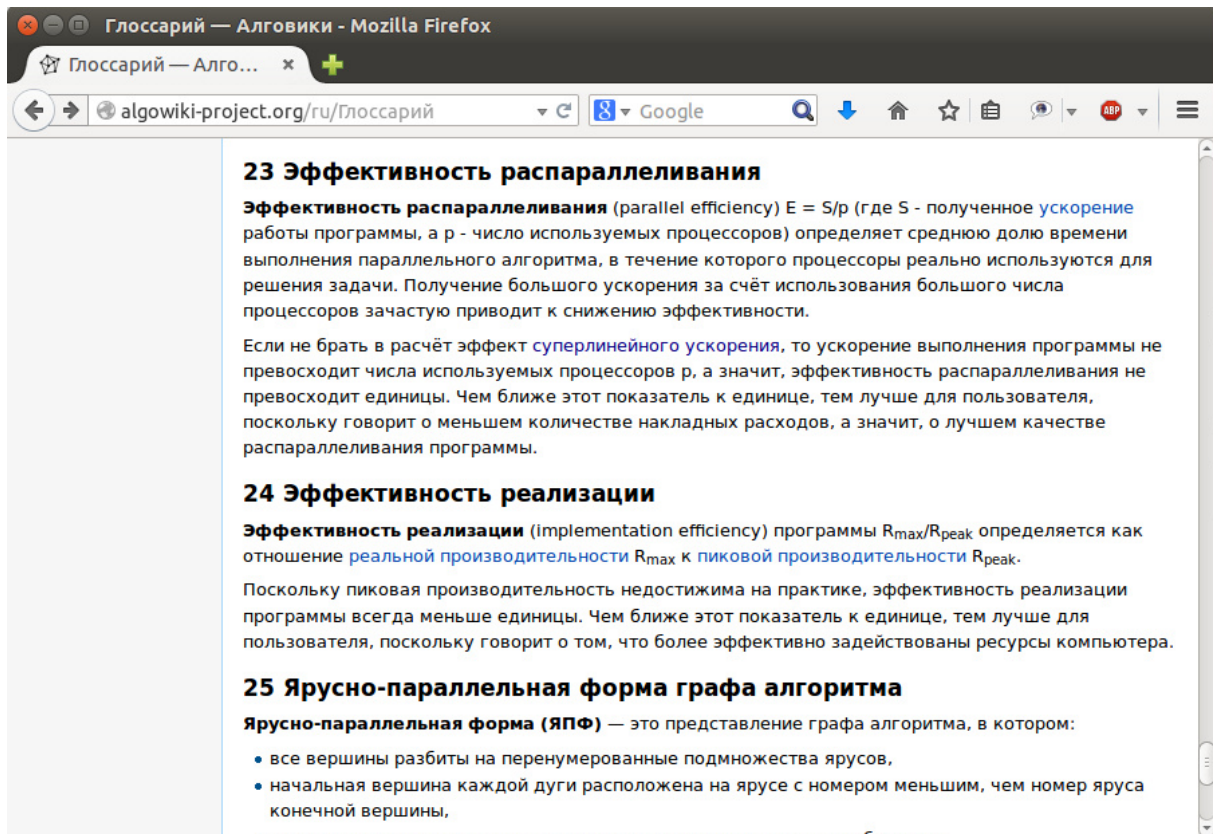 Глоссарий — Алговики - Mozilla Firefox
Глоссарий — Алго...
algowiki-project.org/ru/Глоссарий
8
Google
ABP
23 Эффективность распараллеливания
Эффективность распараллеливания (parallel efficiency) E = S/p (где S - полученное ускорение
работы программы, а p - число используемых процессоров) определяет среднюю долю времени
выполнения параллельного алгоритма, в течение которого процессоры реально используются для
решения задачи. Получение большого ускорения за счёт использования большого числа
процессоров зачастую приводит к снижению эффективности.
Если не брать в расчёт эффект суперлинейного ускорения, то ускорение выполнения программы не
превосходит числа используемых процессоров p, а значит, эффективность распараллеливания не
превосходит единицы. Чем ближе этот показатель к единице, тем лучше для пользователя,
поскольку говорит о меньшем количестве накладных расходов, а значит, о лучшем качестве
распараллеливания программы.
24 Эффективность реализации
Эффективность реализации (implementation efficiency) программы Rmax/Rpeak определяется как
отношение реальной производительности Rmax к пиковой производительности Rpeak.
Поскольку пиковая производительность недостижима на практике, эффективность реализации
программы всегда меньше единицы. Чем ближе этот показатель к единице, тем лучше для
пользователя, поскольку говорит о том, что более эффективно задействованы ресурсы компьютера.
25 Ярусно-параллельная форма графа алгоритма
Ярусно-параллельная форма (ЯПФ) — это представление графа алгоритма, в котором:
• все вершины разбиты на перенумерованные подмножества ярусов,
• начальная вершина каждой дуги расположена на ярусе с номером меньшим, чем номер яруса
конечной вершины,